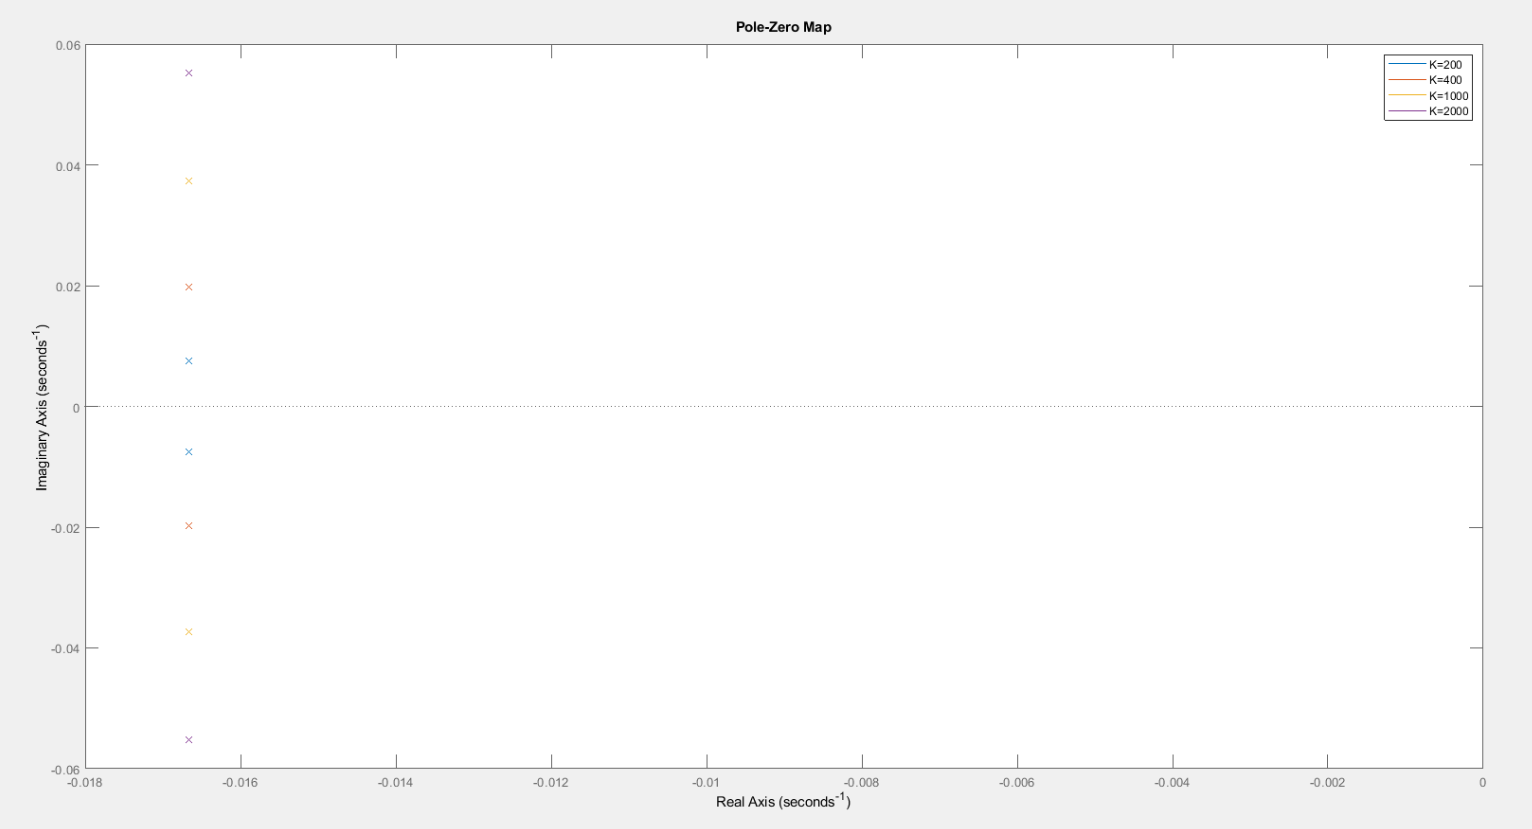 Pole-Zero Map
K=200
K=400
K=1000
K=2000
0.06
0.04
0.02
0
-0.02
-0.04
-0.06
Imaginary Axis (seconds⁻¹)
-0.018 -0.016 -0.014 -0.012 -0.01 -0.008 -0.006 -0.004 -0.002 0
Real Axis (seconds⁻¹)